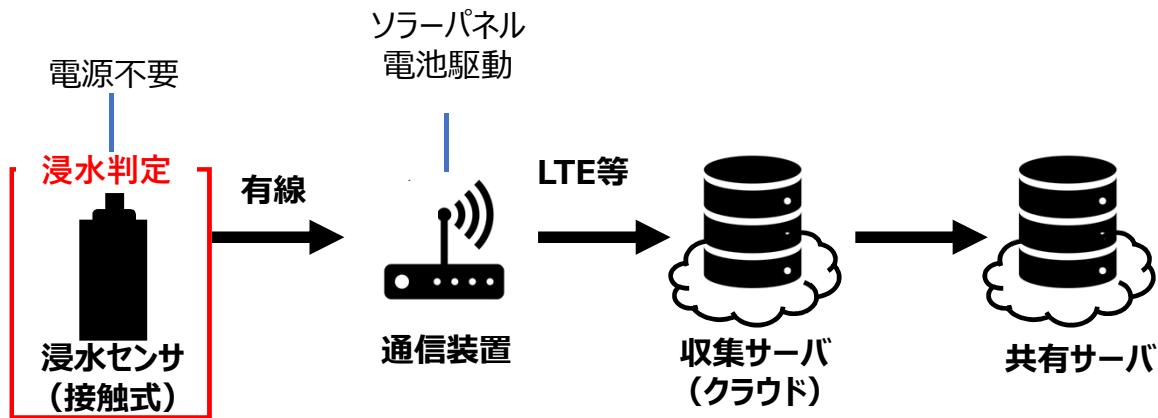 電源不要
浸水判定
浸水センサ
（接触式）
有線
ソラーパネル
電池駆動
通信装置
LTE等
収集サーバ
（クラウド）
共有サーバ